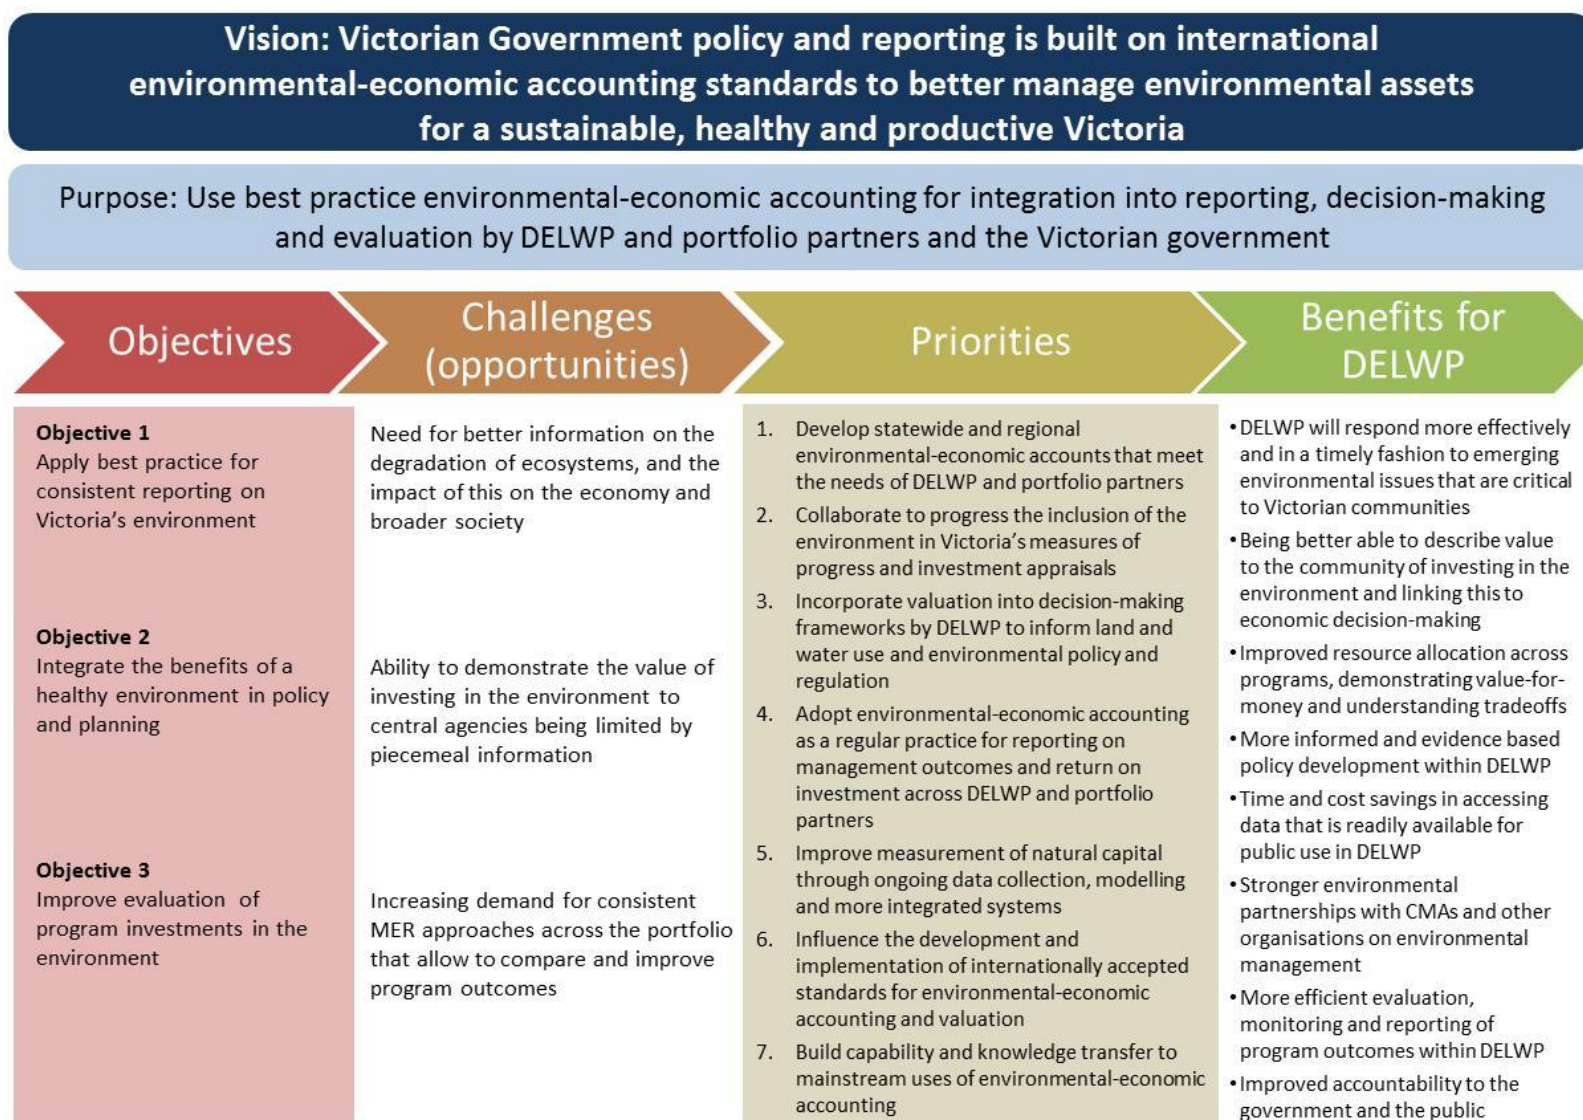 Vision: Victorian Government policy and reporting is built on international
environmental-economic accounting standards to better manage environmental assets
for a sustainable, healthy and productive Victoria
Purpose: Use best practice environmental-economic accounting for integration into reporting, decision-making
and evaluation by DELWP and portfolio partners and the Victorian government
Objectives
Challenges
(opportunities)
Priorities
Benefits for
DELWP
Objective 1
Apply best practice for
consistent reporting on
Victoria's environment
Objective 2
Integrate the benefits of a
healthy environment in policy
and planning
Objective 3
Improve evaluation of
program investments in the
environment
Need for better information on the
degradation of ecosystems, and the
impact of this on the economy and
broader society
Ability to demonstrate the value of
investing in the environment to
central agencies being limited by
piecemeal information
Increasing demand for consistent
MER approaches across the portfolio
that allow to compare and improve
program outcomes
1. Develop statewide and regional
environmental-economic accounts that meet
the needs of DELWP and portfolio partners
2. Collaborate to progress the inclusion of the
environment in Victoria's measures of
progress and investment appraisals
3. Incorporate valuation into decision-making
frameworks by DELWP to inform land and
water use and environmental policy and
regulation
4. Adopt environmental-economic accounting
as a regular practice for reporting on
management outcomes and return on
investment across DELWP and portfolio
partners
5. Improve measurement of natural capital
through ongoing data collection, modelling
and more integrated systems
6. Influence the development and
implementation of internationally accepted
standards for environmental-economic
accounting and valuation
7. Build capability and knowledge transfer to
mainstream uses of environmental-economic
accounting
• DELWP will respond more effectively
and in a timely fashion to emerging
environmental issues that are critical
to Victorian communities
• Being better able to describe value
to the community of investing in the
environment and linking this to
economic decision-making
• Improved resource allocation across
programs, demonstrating value-for-
money and understanding tradeoffs
• More informed and evidence based
policy development within DELWP
• Time and cost savings in accessing
data that is readily available for
public use in DELWP
• Stronger environmental
partnerships with CMAs and other
organisations on environmental
management
• More efficient evaluation,
monitoring and reporting of
program outcomes within DELWP
• Improved accountability to the
government and the public